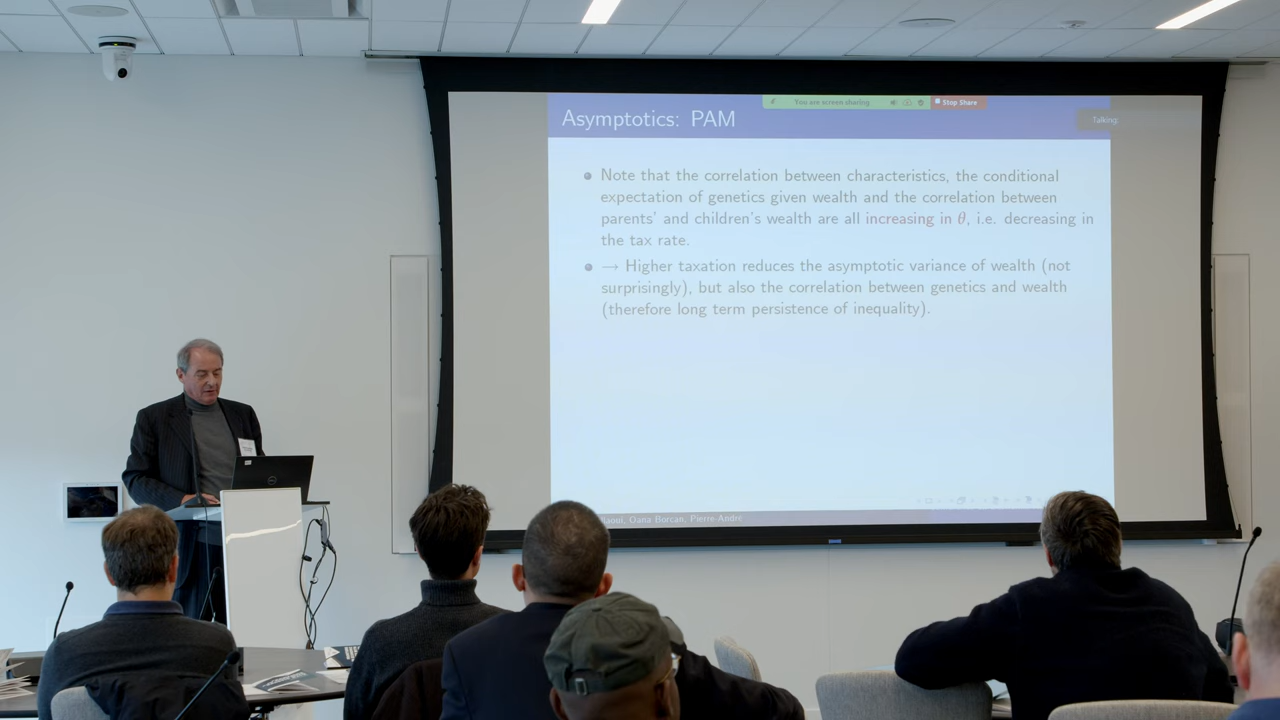 You are screen sharing
Stop Share
Asymptotics: PAM
Talking:
Note that the correlation between characteristics, the conditional
expectation of genetics given wealth and the correlation between
parents' and children's wealth are all increasing in θ, i.e. decreasing in
the tax rate.
→ Higher taxation reduces the asymptotic variance of wealth (not
surprisingly), but also the correlation between genetics and wealth
(therefore long term persistence of inequality).
Oana Borcan, Pierre-André